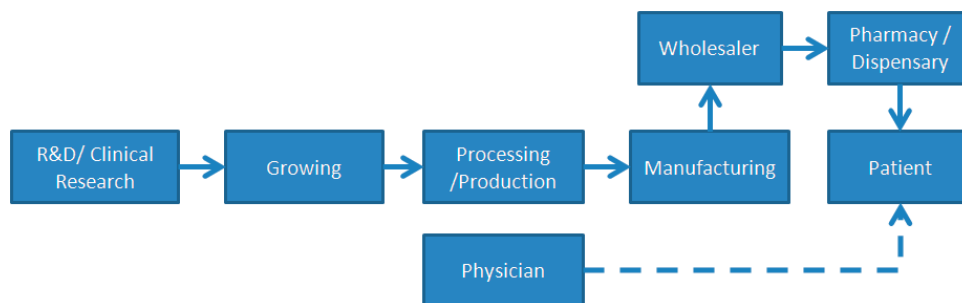 Wholesaler
Pharmacy /
Dispensary
R&D/ Clinical
Research
Growing
Processing
/Production
Manufacturing
Patient
Physician